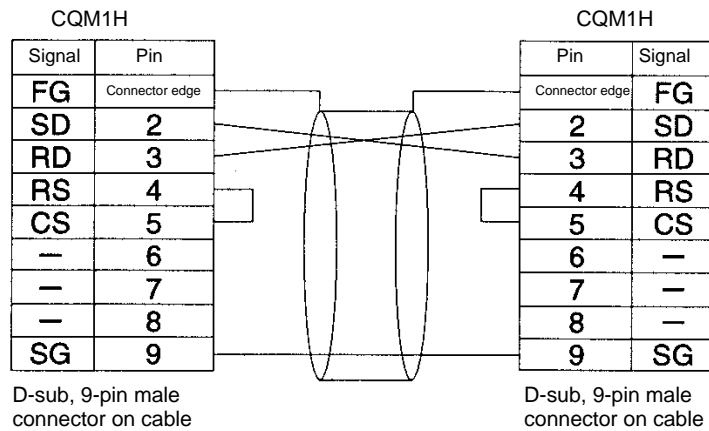 CQM1H CQM1H
Signal Pin Pin Signal
FG Connector edge Connector edge FG
SD 2 2 SD
RD 3 3 RD
RS 4 4 RS
CS 5 5 CS
– 6 6 –
– 7 7 –
– 8 8 –
SG 9 9 SG
D-sub, 9-pin male D-sub, 9-pin male
connector on cable connector on cable